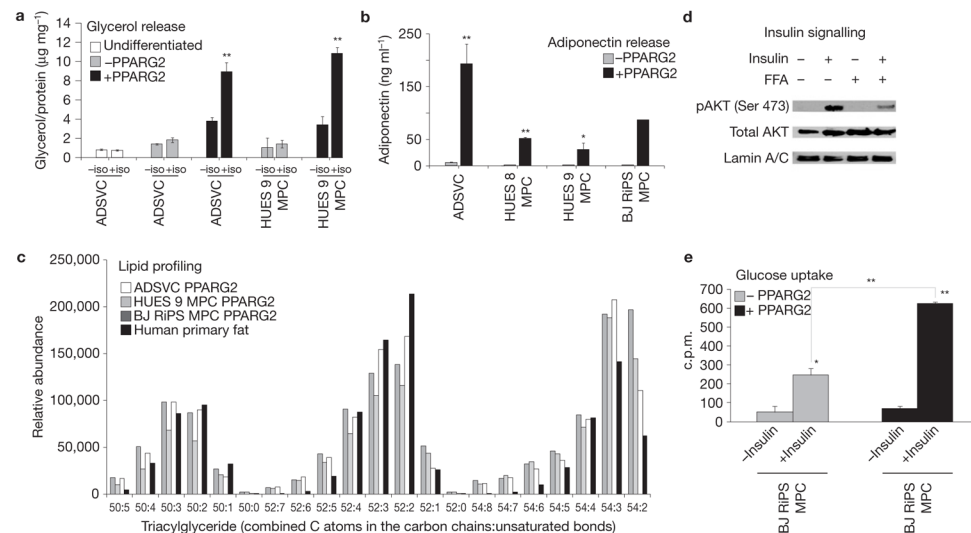 a
Glycerol release
Undifferentiated
–PPARG2
+PPARG2
Glycerol/protein (µg mg⁻¹)
14
12
10
8
6
4
2
0
**
**
–iso +iso –iso +iso –iso +iso –iso +iso –iso +iso
ADSVC
ADSVC
ADSVC
HUES 9 MPC
HUES 9 MPC
b
Adiponectin release
–PPARG2
+PPARG2
Adiponectin (ng ml⁻¹)
250
150
50
0
**
**
*
ADSVC
HUES 8 MPC
HUES 9 MPC
BJ RiPS MPC
d
Insulin signalling
Insulin – + – +
FFA – – + +
pAKT (Ser 473)
Total AKT
Lamin A/C
c
Lipid profiling
ADSVC PPARG2
HUES 9 MPC PPARG2
BJ RiPS MPC PPARG2
Human primary fat
Relative abundance
250,000
200,000
150,000
100,000
50,000
0
50:5 50:4 50:3 50:2 50:1 50:0 52:7 52:6 52:5 52:4 52:3 52:2 52:1 52:0 54:8 54:7 54:6 54:5 54:4 54:3 54:2
Triacylglyceride (combined C atoms in the carbon chains:unsaturated bonds)
e
Glucose uptake
– PPARG2
+ PPARG2
c.p.m.
700
600
500
400
300
200
100
0
*
**
**
–Insulin +Insulin –Insulin +Insulin
BJ RiPS MPC
BJ RiPS MPC